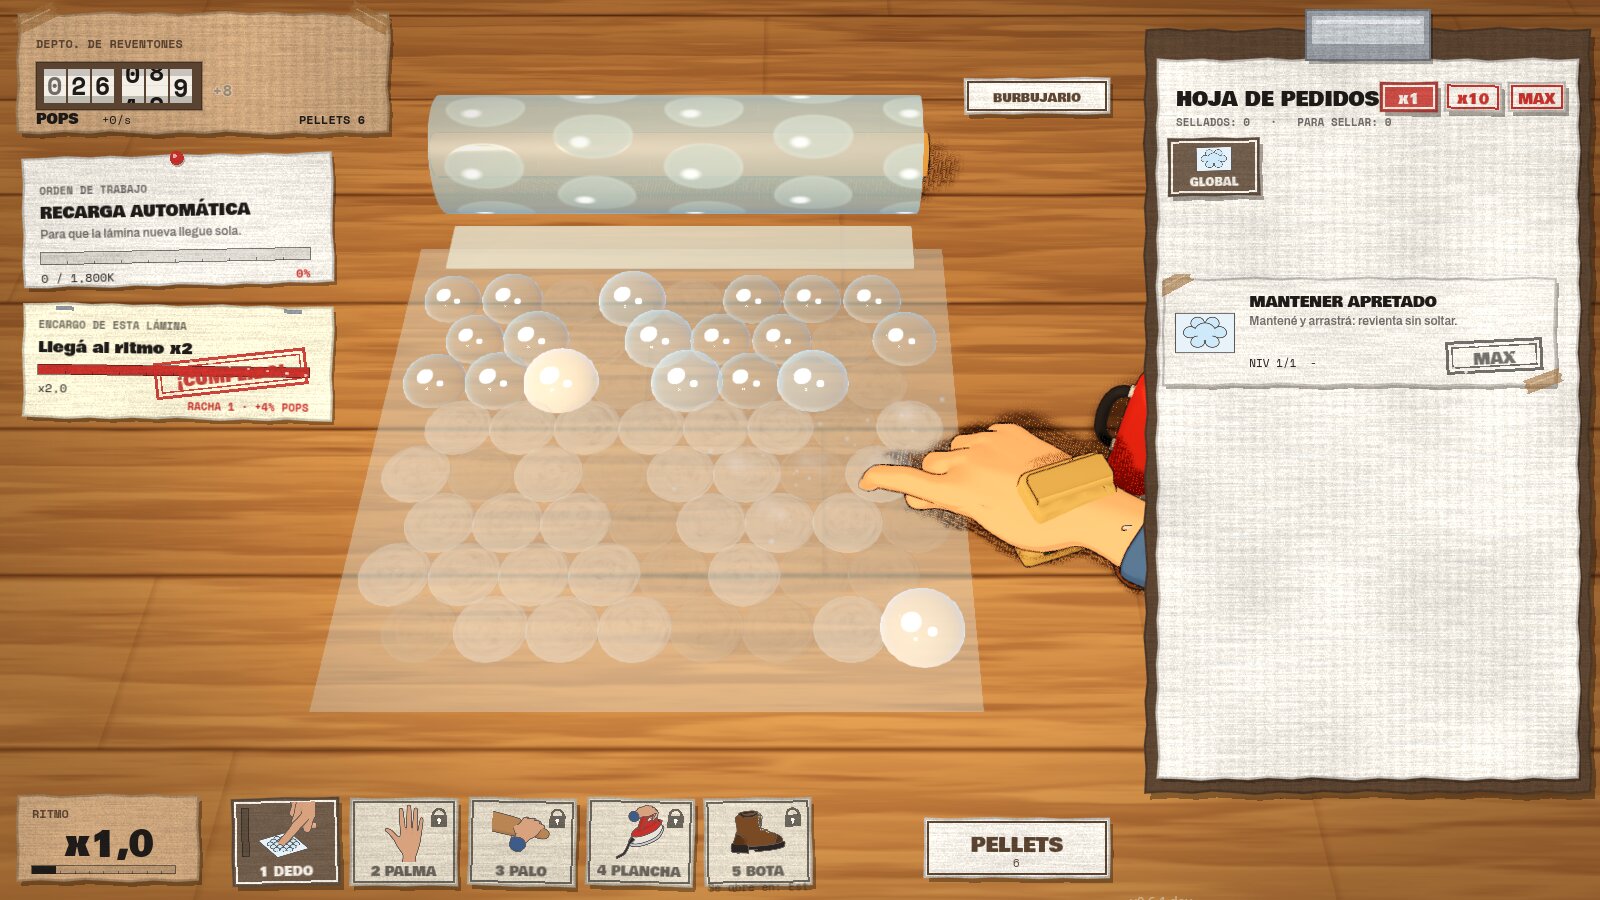 DEPTO. DE REVENTONES
+8
POPS +0/s PELLETS 6
ORDEN DE TRABAJO
RECARGA AUTOMÁTICA
Para que la lámina nueva llegue sola.
0 / 1.800K 0%
ENCARGO DE ESTA LÁMINA
Llegá al ritmo x2
x2.0
RACHA 1 · +4% POPS
BURBUJARIO
HOJA DE PEDIDOS x1 x10 MAX
SELLADOS: 0 · PARA SELLAR: 0
GLOBAL
MANTENER APRETADO
Mantené y arrastrá: revienta sin soltar.
NIV 1/1 -
MAX
RITMO
x1,0
1 DEDO
2 PALMA
3 PALO
4 PLANCHA
5 BOTA
PELLETS
6